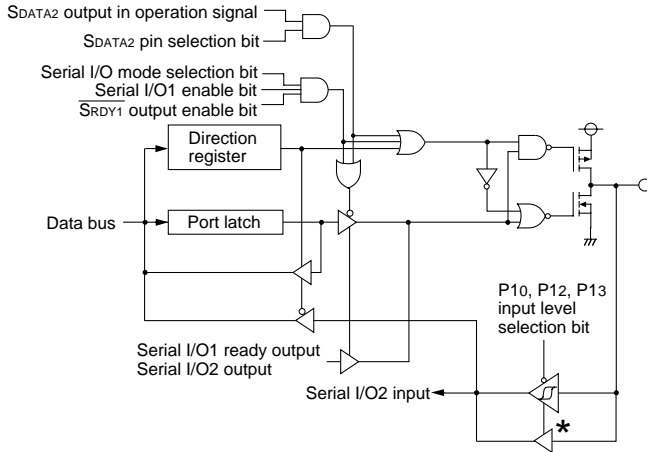 SDATA2 output in operation signal
SDATA2 pin selection bit
Serial I/O mode selection bit
Serial I/O1 enable bit
SRDY1 output enable bit
Direction
register
Data bus
Port latch
P10, P12, P13
input level
selection bit
Serial I/O1 ready output
Serial I/O2 output
Serial I/O2 input
*